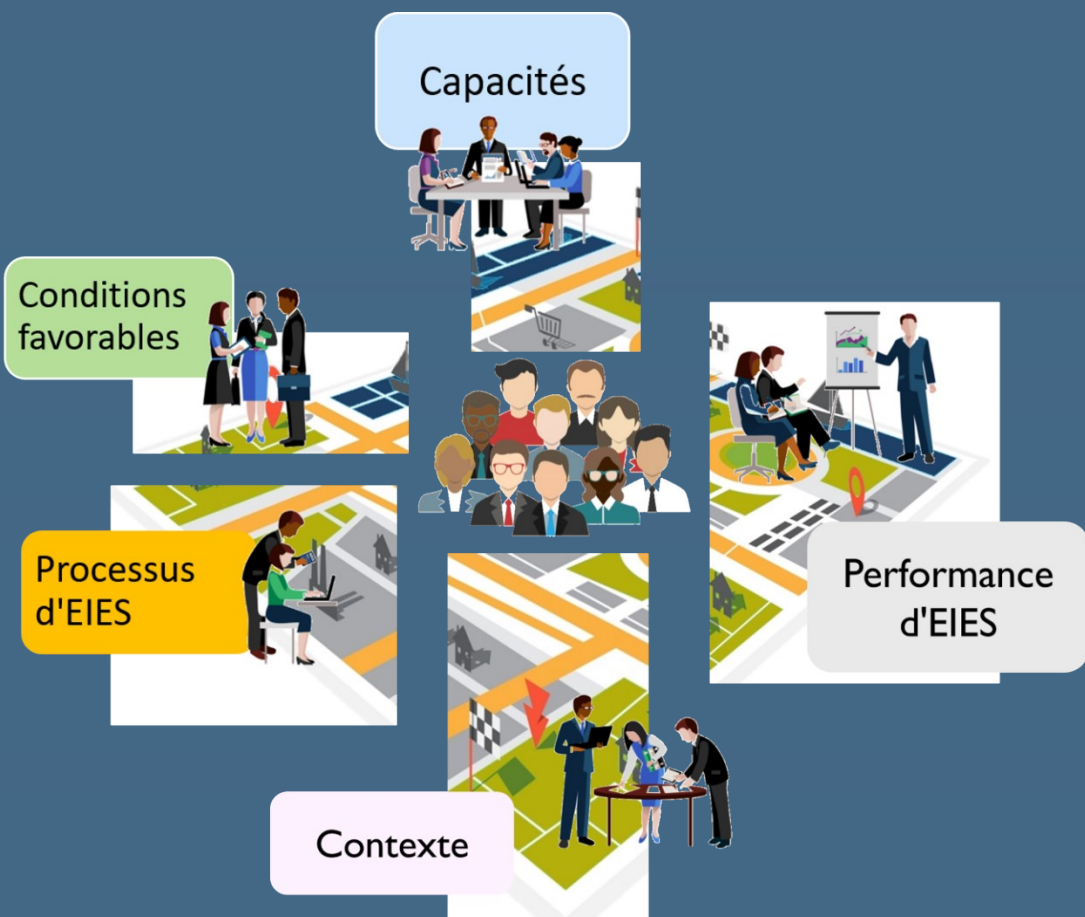 Capacités
Conditions
favorables
Processus
d'EIES
Performance
d'EIES
Contexte